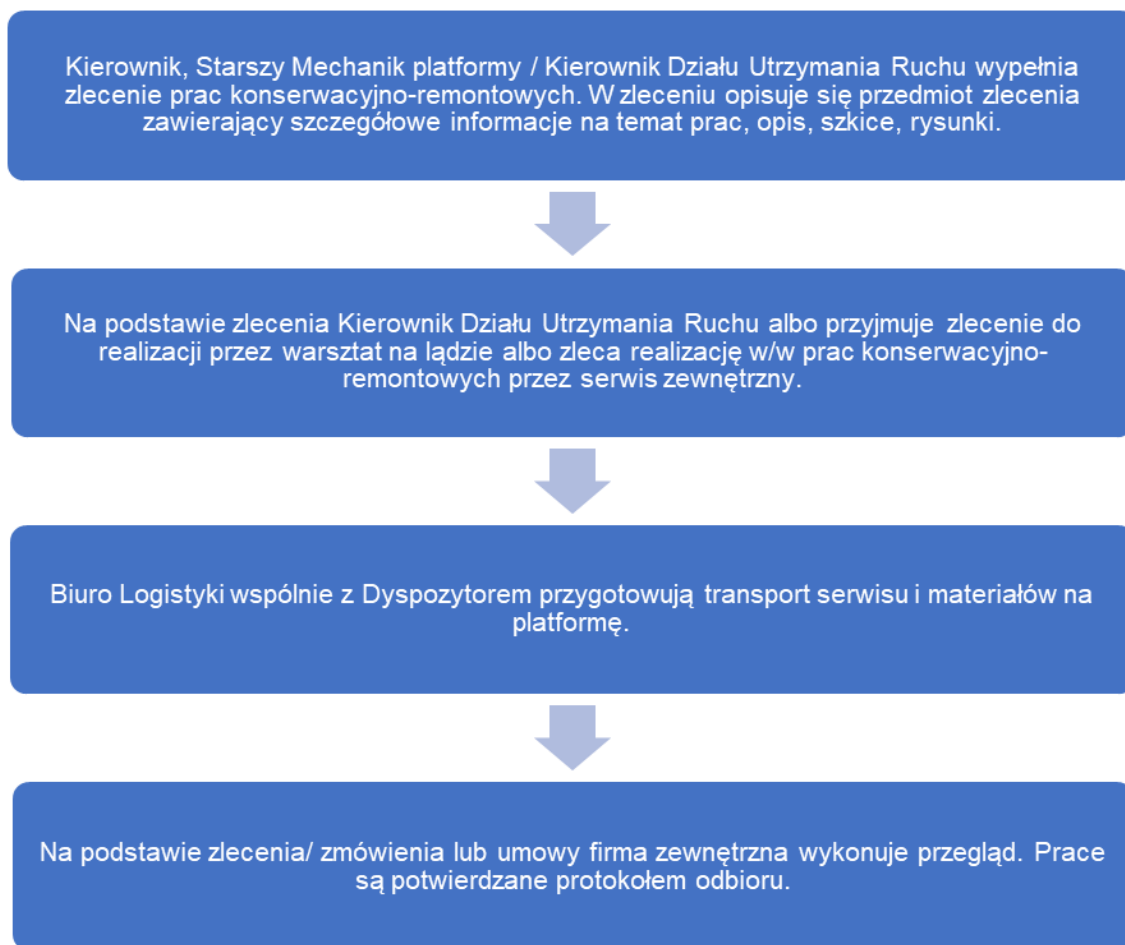 Kierownik, Starszy Mechanik platformy / Kierownik Działu Utrzymania Ruchu wypełnia
zlecenie prac konserwacyjno-remontowych. W zleceniu opisuje się przedmiot zlecenia
zawierający szczegółowe informacje na temat prac, opis, szkice, rysunki.
Na podstawie zlecenia Kierownik Działu Utrzymania Ruchu albo przyjmuje zlecenie do
realizacji przez warsztat na lądzie albo zleca realizację w/w prac konserwacyjno-
remontowych przez serwis zewnętrzny.
Biuro Logistyki wspólnie z Dyspozytorem przygotowują transport serwisu i materiałów na
platformę.
Na podstawie zlecenia/ zmówienia lub umowy firma zewnętrzna wykonuje przegląd. Prace
są potwierdzane protokołem odbioru.